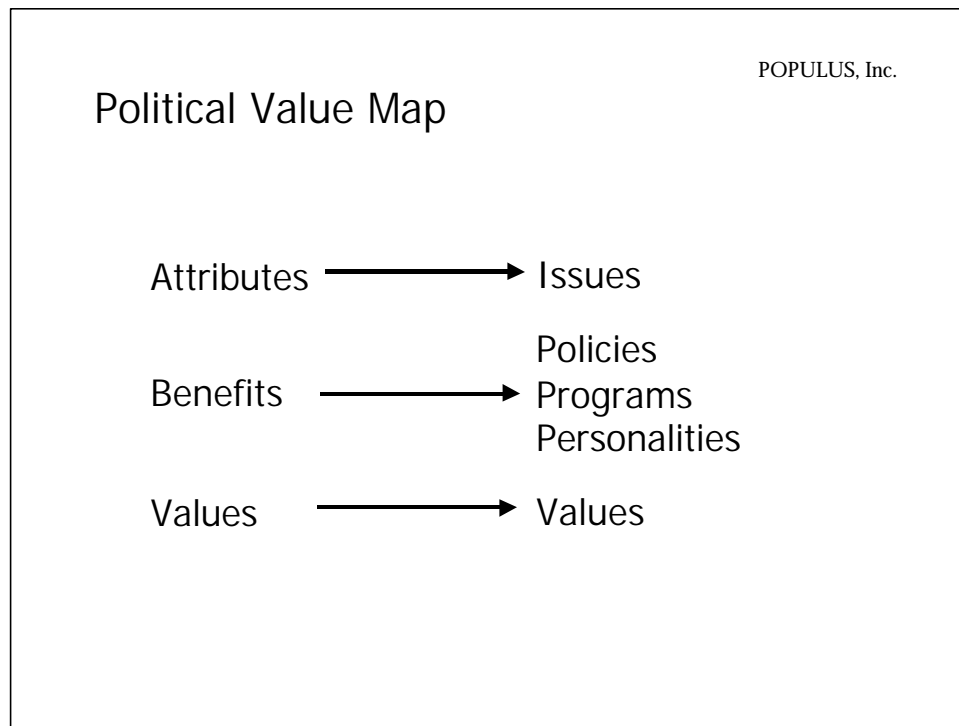 POPULUS, Inc.
Political Value Map
Attributes
Issues
Benefits
Policies
Programs
Personalities
Values
Values